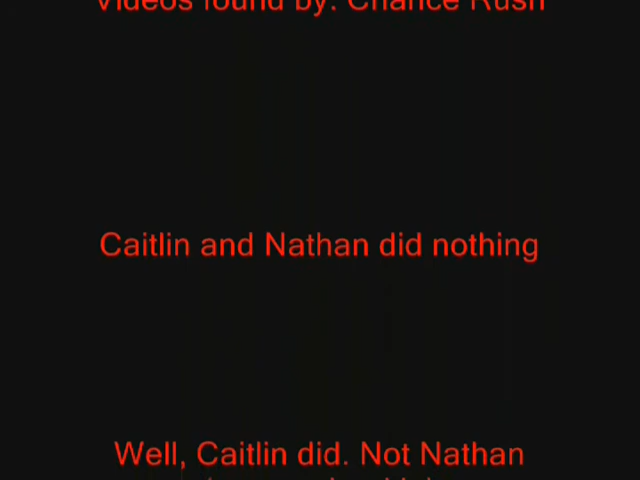 Videos found by: Chance Rush
Caitlin and Nathan did nothing
Well, Caitlin did. Not Nathan